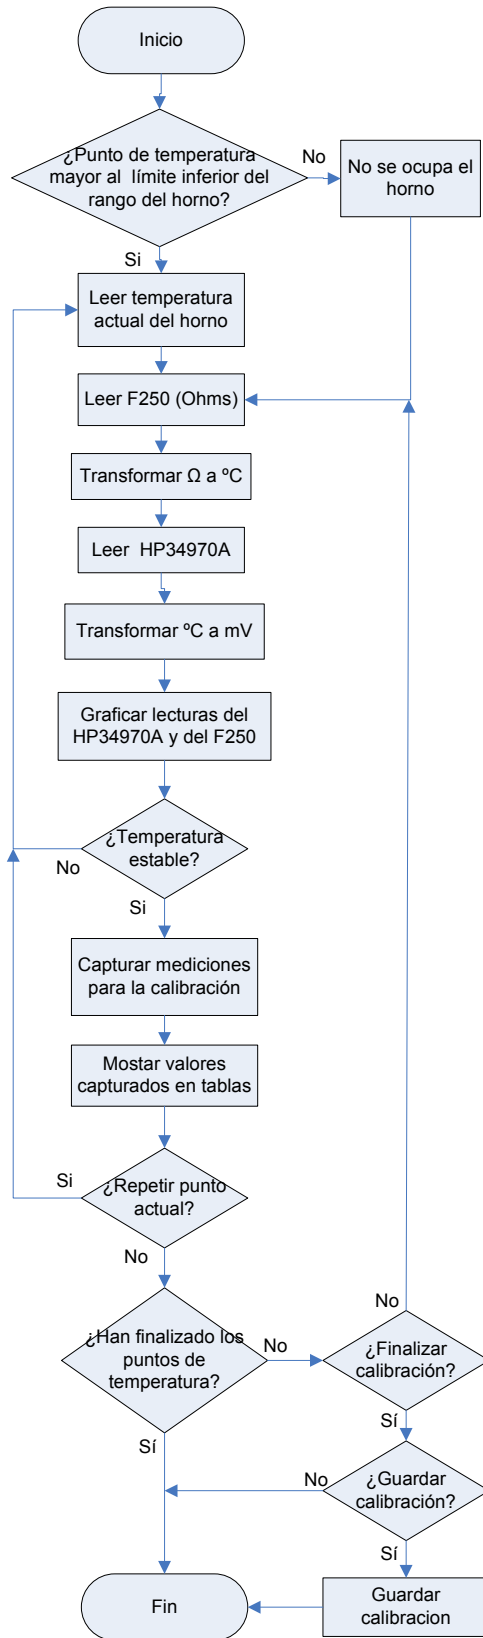 Inicio
¿Punto de temperatura
mayor al  límite inferior del
rango del horno?
No
No se ocupa el
horno
Si
Leer temperatura
actual del horno
Leer F250 (Ohms)
Transformar Ω a ºC
Leer  HP34970A
Transformar ºC a mV
Graficar lecturas del
HP34970A y del F250
¿Temperatura
estable?
No
Si
Capturar mediciones
para la calibración
Mostar valores
capturados en tablas
Si
¿Repetir punto
actual?
No
¿Han finalizado los
puntos de
temperatura?
No
No
¿Finalizar
calibración?
Sí
Sí
No
¿Guardar
calibración?
Sí
Fin
Guardar
calibracion